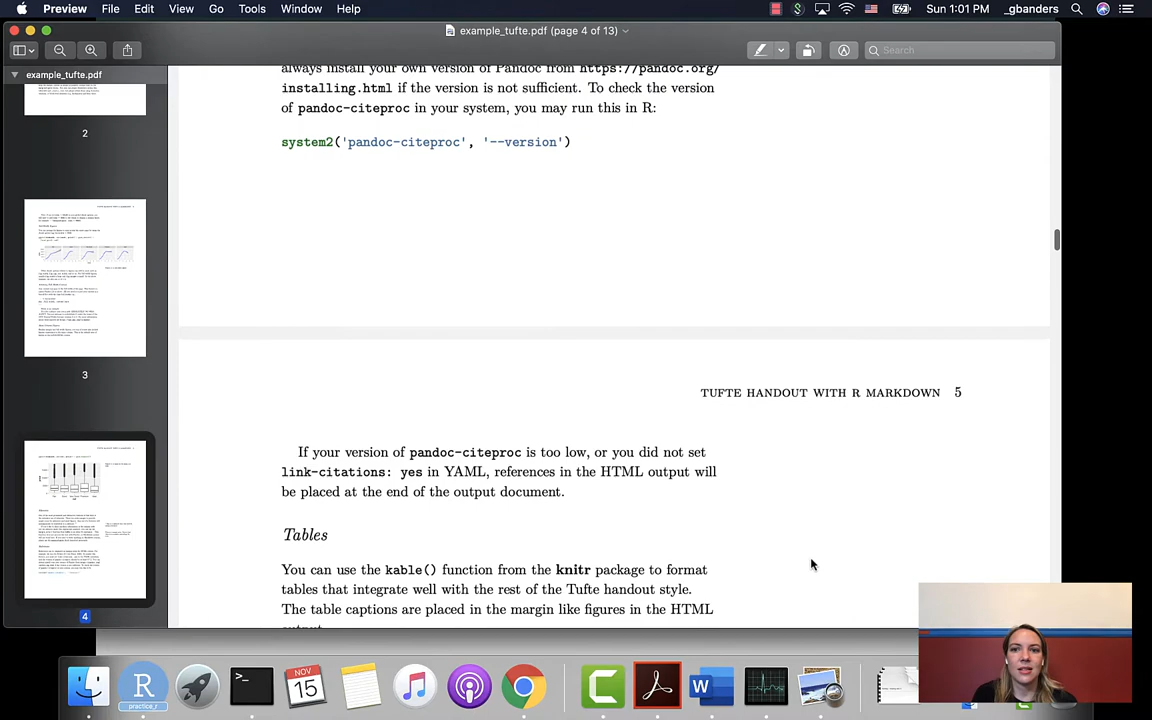 Preview File Edit View Go Tools Window Help
Sun 1:01 PM _gbanders
example_tufte.pdf (page 4 of 13)
Search
example_tufte.pdf
2
3
4
always install your own version of Pandoc from https://pandoc.org/
installing.html if the version is not sufficient. To check the version
of pandoc-citeproc in your system, you may run this in R:
system2('pandoc-citeproc', '--version')
TUFTE HANDOUT WITH R MARKDOWN 5
If your version of pandoc-citeproc is too low, or you did not set
link-citations: yes in YAML, references in the HTML output will
be placed at the end of the output document.
Tables
You can use the kable() function from the knitr package to format
tables that integrate well with the rest of the Tufte handout style.
The table captions are placed in the margin like figures in the HTML
output.
R
practice_r
>_
NOV
15
C
W